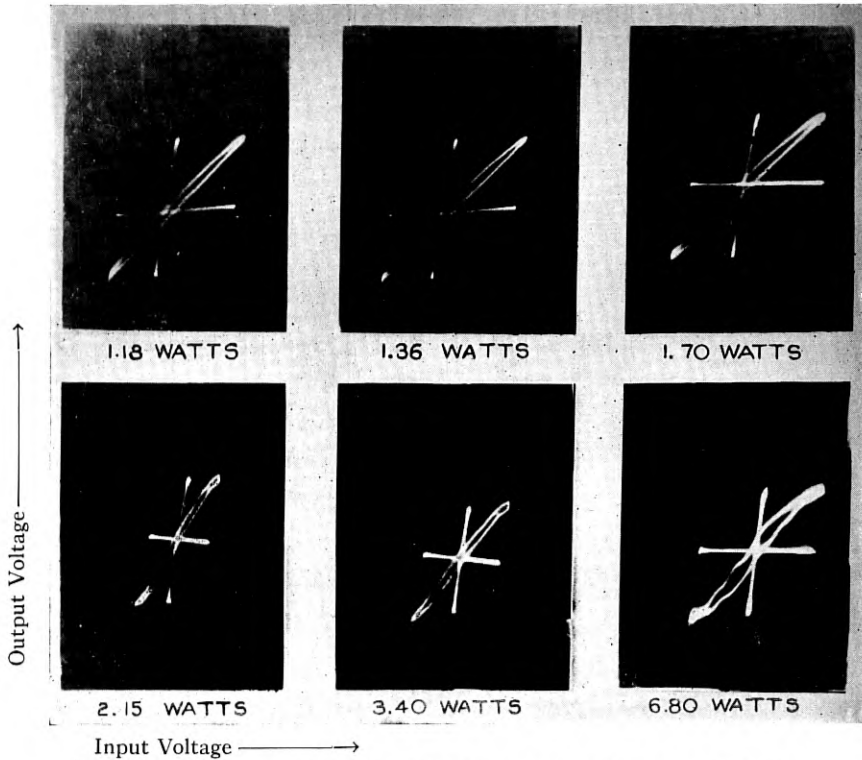 1.18 WATTS
1.36 WATTS
1.70 WATTS
Output Voltage
2.15 WATTS
3.40 WATTS
6.80 WATTS
Input Voltage